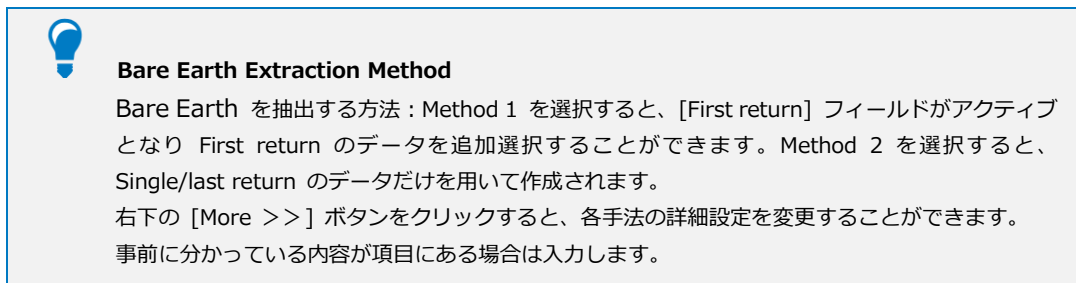 Bare Earth Extraction Method
Bare Earth を抽出する方法：Method 1 を選択すると、[First return] フィールドがアクティブ
となり First return のデータを追加選択することができます。Method 2 を選択すると、
Single/last return のデータだけを用いて作成されます。
右下の [More ＞＞] ボタンをクリックすると、各手法の詳細設定を変更することができます。
事前に分かっている内容が項目にある場合は入力します。